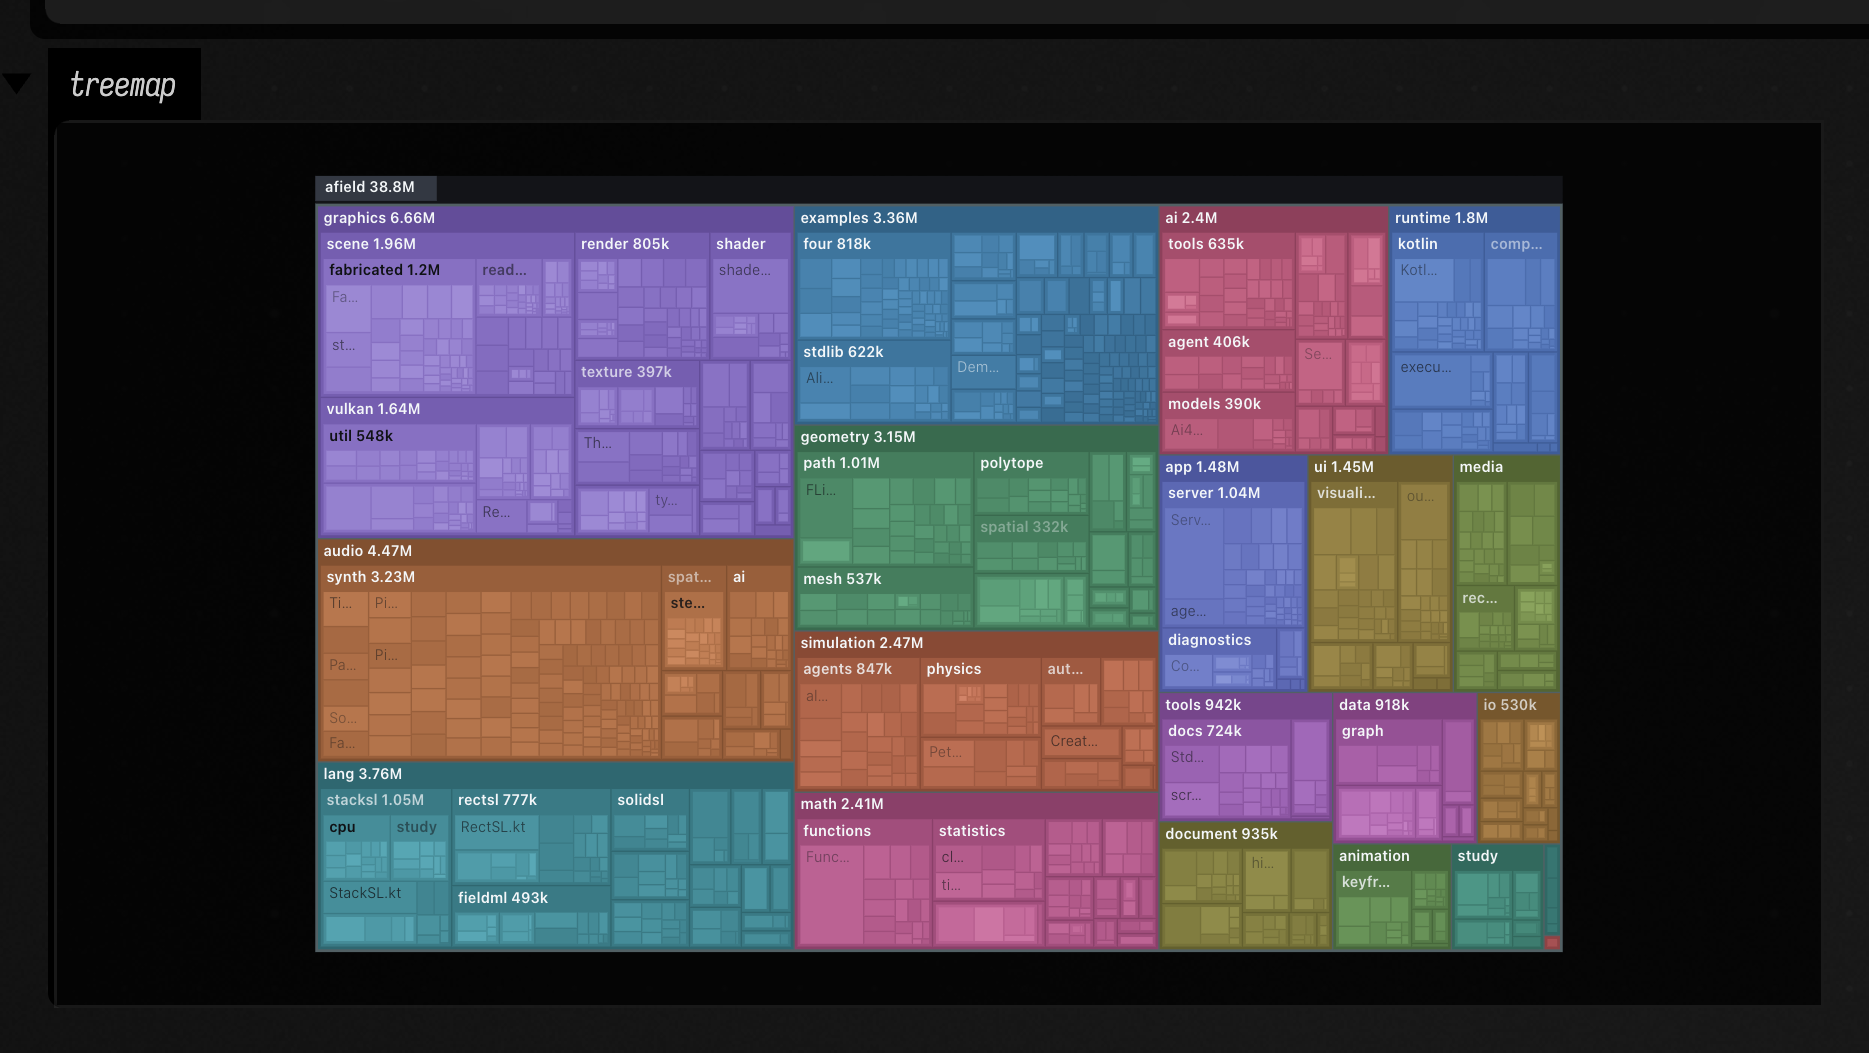 treemap
afield 38.8M
graphics 6.66M
scene 1.96M
render 805k
shader
fabricated 1.2M
read...
shade...
Fa...
st...
texture 397k
vulkan 1.64M
util 548k
Th...
Re...
ty...
audio 4.47M
synth 3.23M
spat...
ai
Ti...
Pi...
ste...
Pi...
Pa...
So...
Fa...
lang 3.76M
stacksl 1.05M
rectsl 777k
solidsl
cpu
study
RectSL.kt
StackSL.kt
fieldml 493k
examples 3.36M
four 818k
stdlib 622k
Ali...
Dem...
geometry 3.15M
path 1.01M
polytope
FLi...
spatial 332k
mesh 537k
simulation 2.47M
agents 847k
physics
aut...
al...
Pet...
Creat...
math 2.41M
functions
statistics
Func...
cl...
ti...
ai 2.4M
tools 635k
agent 406k
Se...
models 390k
Ai4...
runtime 1.8M
kotlin
comp...
Kotl...
execu...
app 1.48M
server 1.04M
Serv...
age...
diagnostics
Co...
ui 1.45M
visuali...
ou...
media
rec...
tools 942k
docs 724k
Std...
scr...
data 918k
graph
io 530k
document 935k
hi...
animation
keyfr...
study